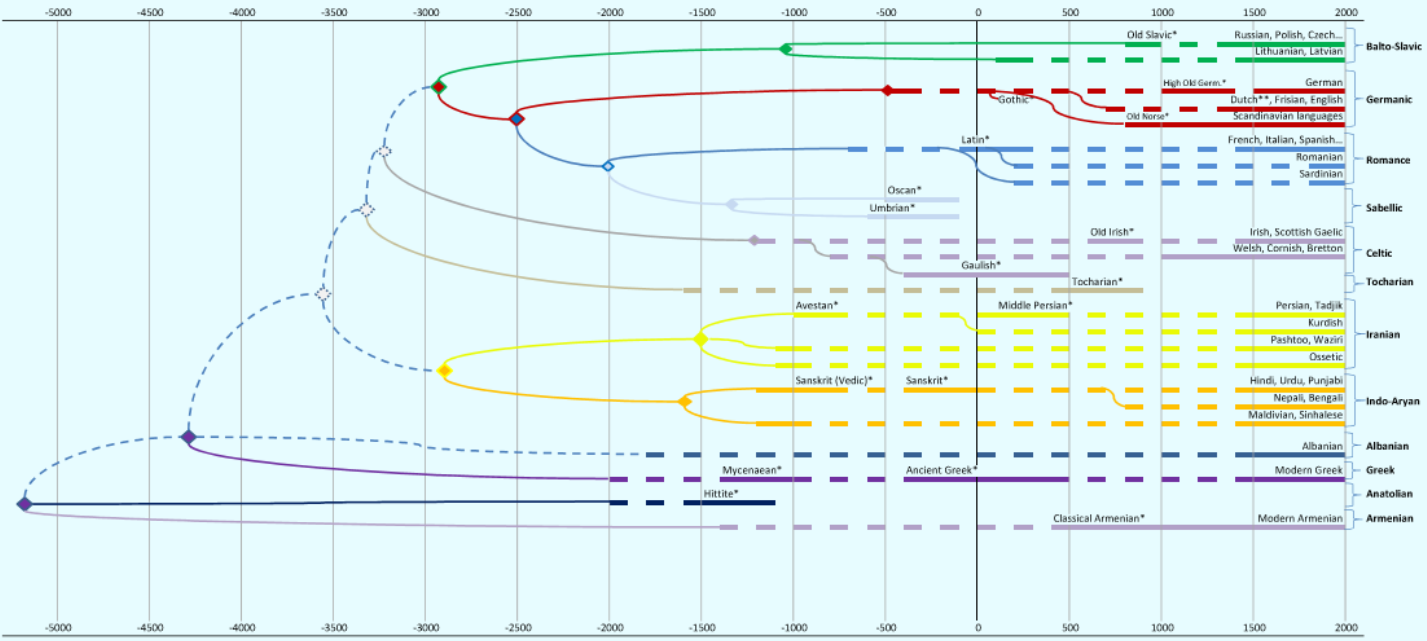 -5000 -4500 -4000 -3500 -3000 -2500 -2000 -1500 -1000 -500 0 500 1000 1500 2000
Old Slavic* Russian, Polish, Czech...
Balto-Slavic
Lithuanian, Latvian
High Old Germ.* German
Gothic Dutch**, Frisian, English Germanic
Old Norse* Scandinavian languages
Latin* French, Italian, Spanish...
Romanian Romance
Sardinian
Oscan*
Umbrian* Sabellic
Old Irish* Irish, Scottish Gaelic
Welsh, Cornish, Bretton Celtic
Gaulish*
Tocharian* Tocharian
Avestan* Middle Persian* Persian, Tadjik
Kurdish
Iranian
Pashtoo, Waziri
Ossetic
Sanskrit (Vedic)* Sanskrit* Hindi, Urdu, Punjabi
Nepali, Bengali Indo-Aryan
Maldivian, Sinhalese
Albanian Albanian
Mycenaean* Ancient Greek* Modern Greek Greek
Hittite* Anatolian
Classical Armenian* Modern Armenian Armenian
-5000 -4500 -4000 -3500 -3000 -2500 -2000 -1500 -1000 -500 0 500 1000 1500 2000